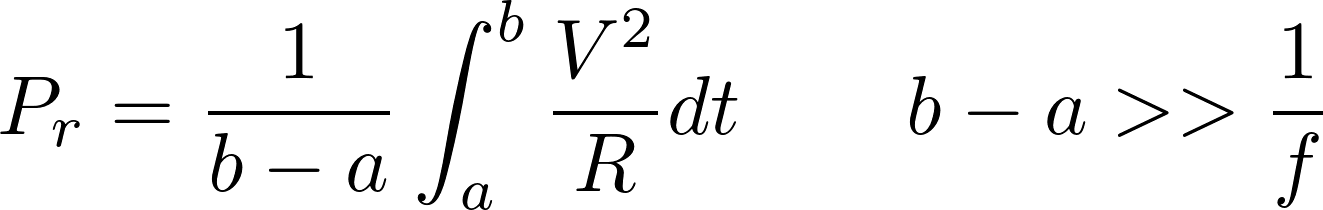 P_r = \frac{1}{b-a} \int_a^b \frac{V^2}{R} dt \qquad b - a >> \frac{1}{f}